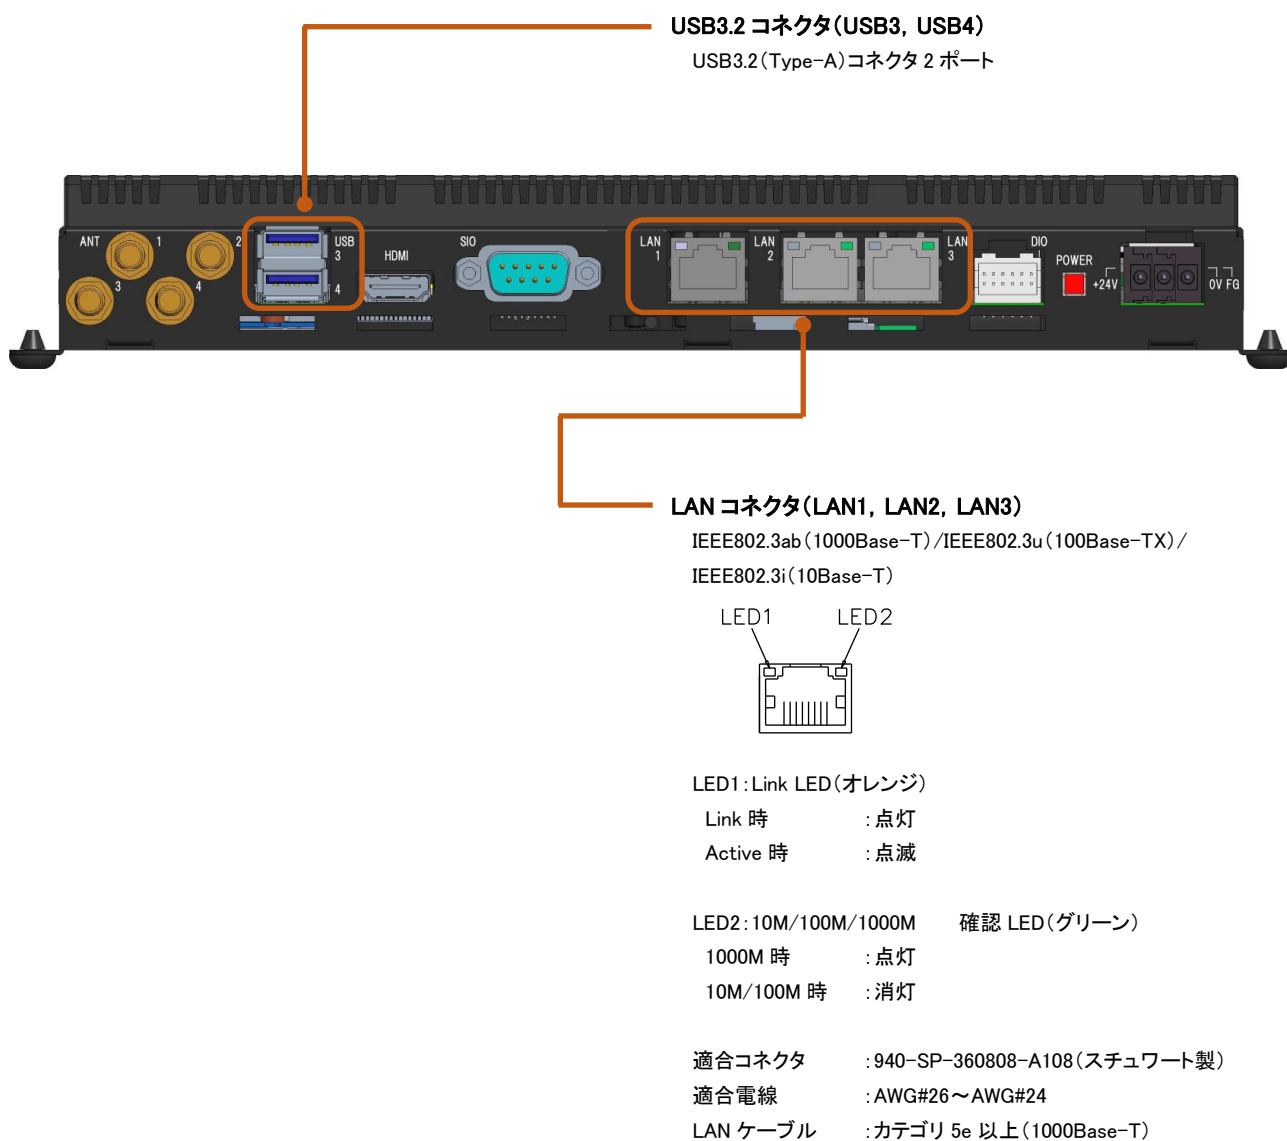 USB3.2 コネクタ(USB3, USB4)
USB3.2(Type-A)コネクタ 2 ポート
ANT 1 2 USB 3 HDMI SIO LAN 1 LAN 2 LAN 3 DIO POWER +24V 0V FG
3 4 4
LAN コネクタ(LAN1, LAN2, LAN3)
IEEE802.3ab(1000Base-T)/IEEE802.3u(100Base-TX)/
IEEE802.3i(10Base-T)
LED1 LED2
LED1:Link LED(オレンジ)
Link 時 :点灯
Active 時 :点滅
LED2:10M/100M/1000M 確認 LED(グリーン)
1000M 時 :点灯
10M/100M 時 :消灯
適合コネクタ :940-SP-360808-A108(スチュワート製)
適合電線 :AWG#26~AWG#24
LAN ケーブル :カテゴリ 5e 以上(1000Base-T)